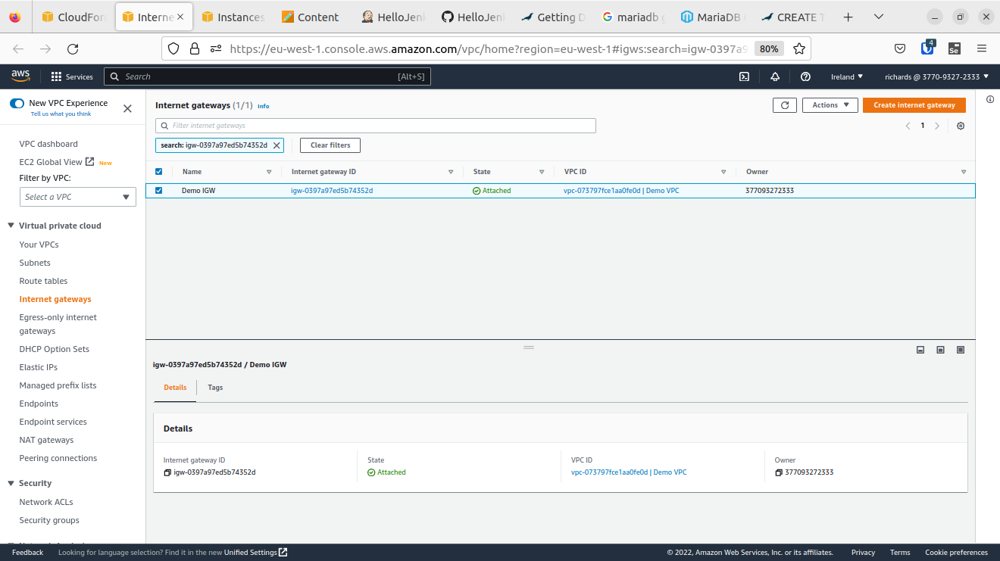 CloudFor
Interne
Instances
Content
HelloJenk
HelloJenk
Getting D
mariadb g
MariaDB
CREATE T
https://eu-west-1.console.aws.amazon.com/vpc/home?region=eu-west-1#igws:search=igw-0397a9
80%
4
Se
aws
Services
Search
[Alt+S]
Ireland
richards @ 3770-9327-2333
New VPC Experience
Tell us what you think
VPC dashboard
EC2 Global View New
Filter by VPC:
Select a VPC
Virtual private cloud
Your VPCs
Subnets
Route tables
Internet gateways
Egress-only internet
gateways
DHCP Option Sets
Elastic IPs
Managed prefix lists
Endpoints
Endpoint services
NAT gateways
Peering connections
Security
Network ACLs
Security groups
Internet gateways (1/1) Info
Actions
Create internet gateway
Filter internet gateways
1
search: igw-0397a97ed5b74352d
Clear filters
Name
Internet gateway ID
State
VPC ID
Owner
Demo IGW
igw-0397a97ed5b74352d
Attached
vpc-073797fce1aa0fe0d | Demo VPC
377093272333
igw-0397a97ed5b74352d / Demo IGW
Details
Tags
Details
Internet gateway ID
igw-0397a97ed5b74352d
State
Attached
VPC ID
vpc-073797fce1aa0fe0d | Demo VPC
Owner
377093272333
Feedback
Looking for language selection? Find it in the new Unified Settings
© 2022, Amazon Web Services, Inc. or its affiliates.
Privacy
Terms
Cookie preferences